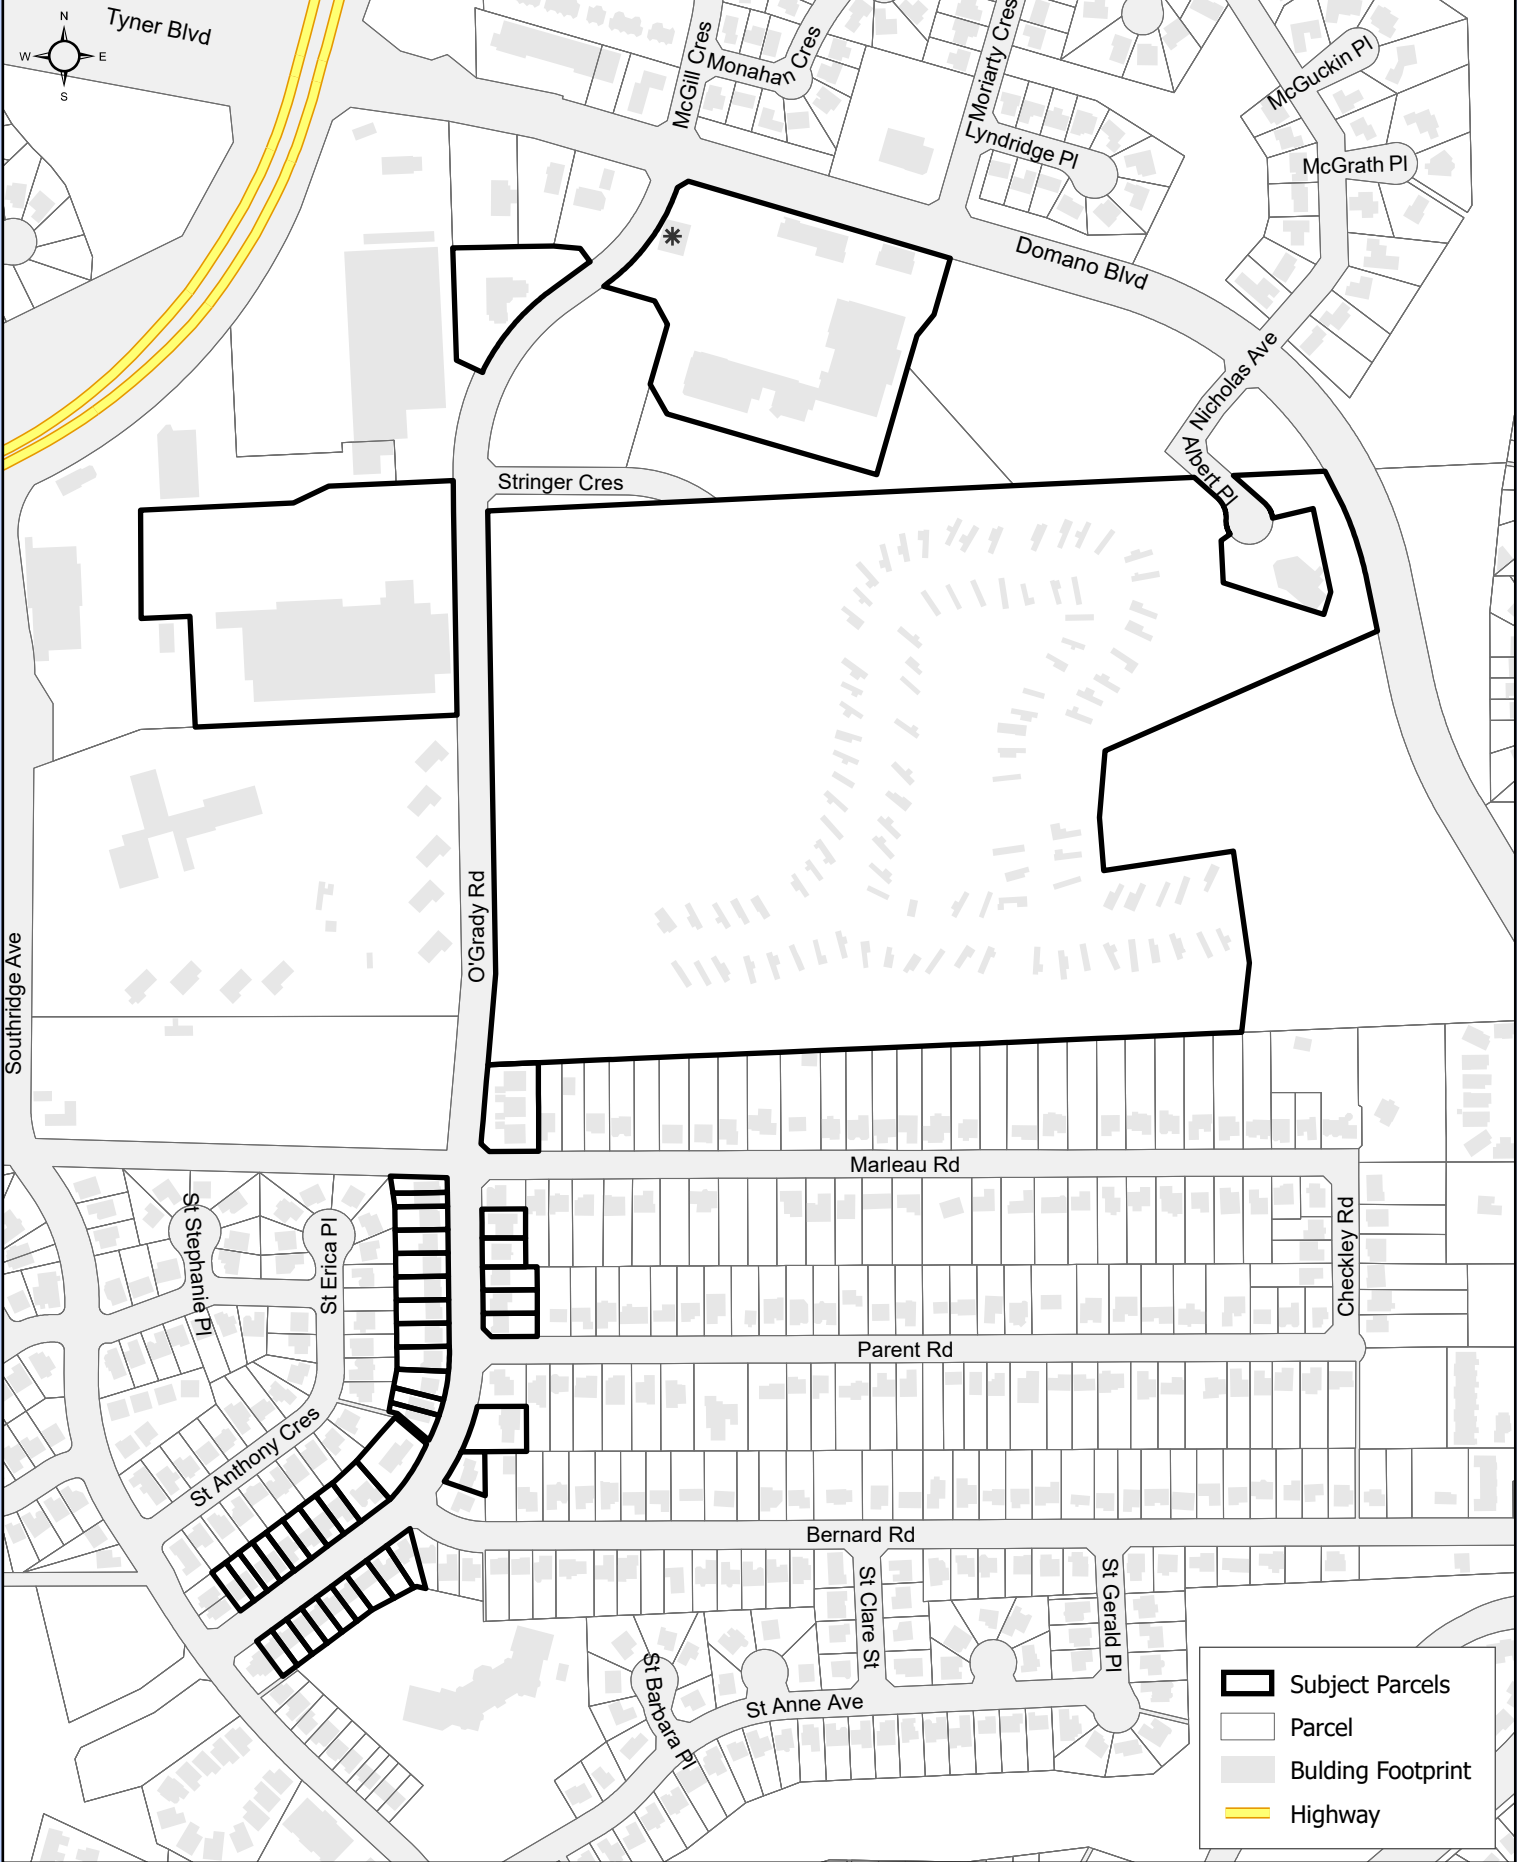 Tyner Blvd
N
W
E
S
McGill Cres
Monahan Cres
Moriarty Cres
McGuckin Pl
Lyndridge Pl
McGrath Pl
Domano Blvd
Nicholas Ave
Albert Pl
Stringer Cres
O'Grady Rd
Southridge Ave
Marleau Rd
St Stephanie Pl
St Erica Pl
Checkley Rd
Parent Rd
St Anthony Cres
Bernard Rd
St Clare St
St Gerald Pl
St Barbara Pl
St Anne Ave
Subject Parcels
Parcel
Bulding Footprint
Highway